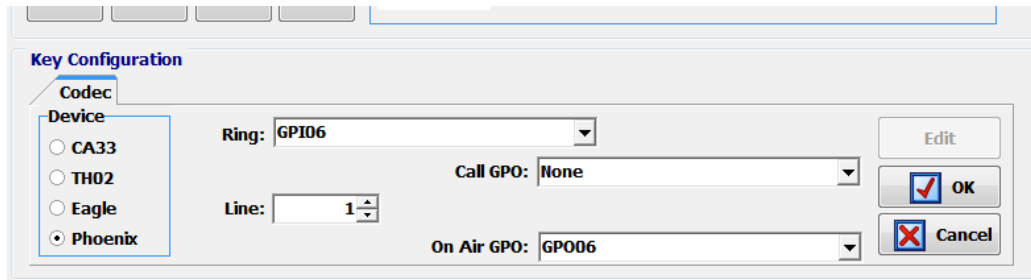 Key Configuration
Codec
Device
CA33
TH02
Eagle
Phoenix
Ring: GPI06
Call GPO: None
Line: 1
On Air GPO: GPO06
Edit
OK
Cancel